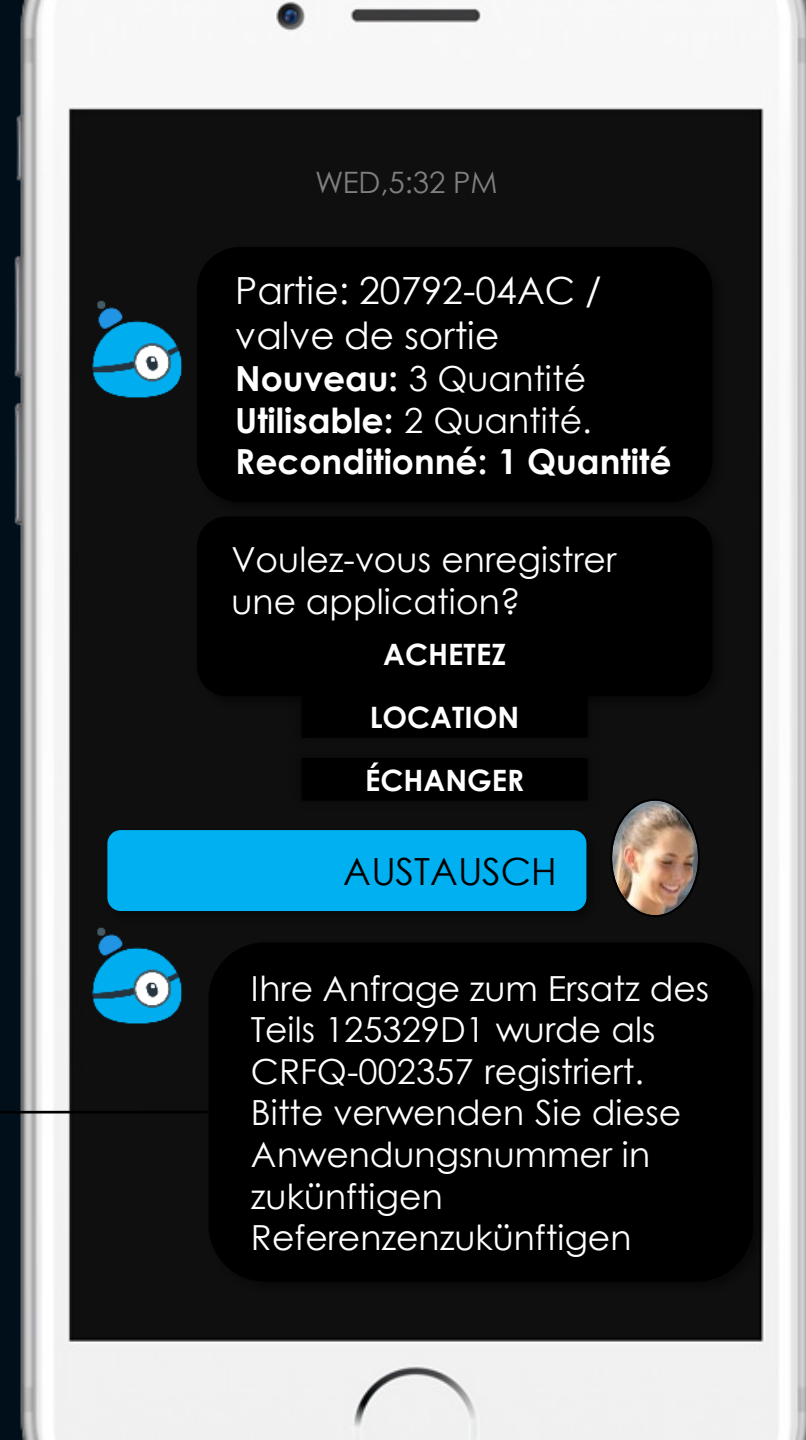 WED,5:32 PM
Partie: 20792-04AC /
valve de sortie
Nouveau: 3 Quantité
Utilisable: 2 Quantité.
Reconditionné: 1 Quantité
Voulez-vous enregistrer
une application?
ACHETEZ
LOCATION
ÉCHANGER
AUSTAUSCH
Ihre Anfrage zum Ersatz des
Teils 125329D1 wurde als
CRFQ-002357 registriert.
Bitte verwenden Sie diese
Anwendungsnummer in
zukünftigen
Referenzenzukünftigen